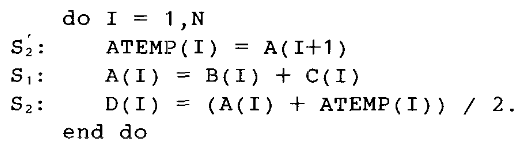 do I = 1,N
S₂′: ATEMP(I) = A(I+1)
S₁: A(I) = B(I) + C(I)
S₂: D(I) = (A(I) + ATEMP(I)) / 2.
end do